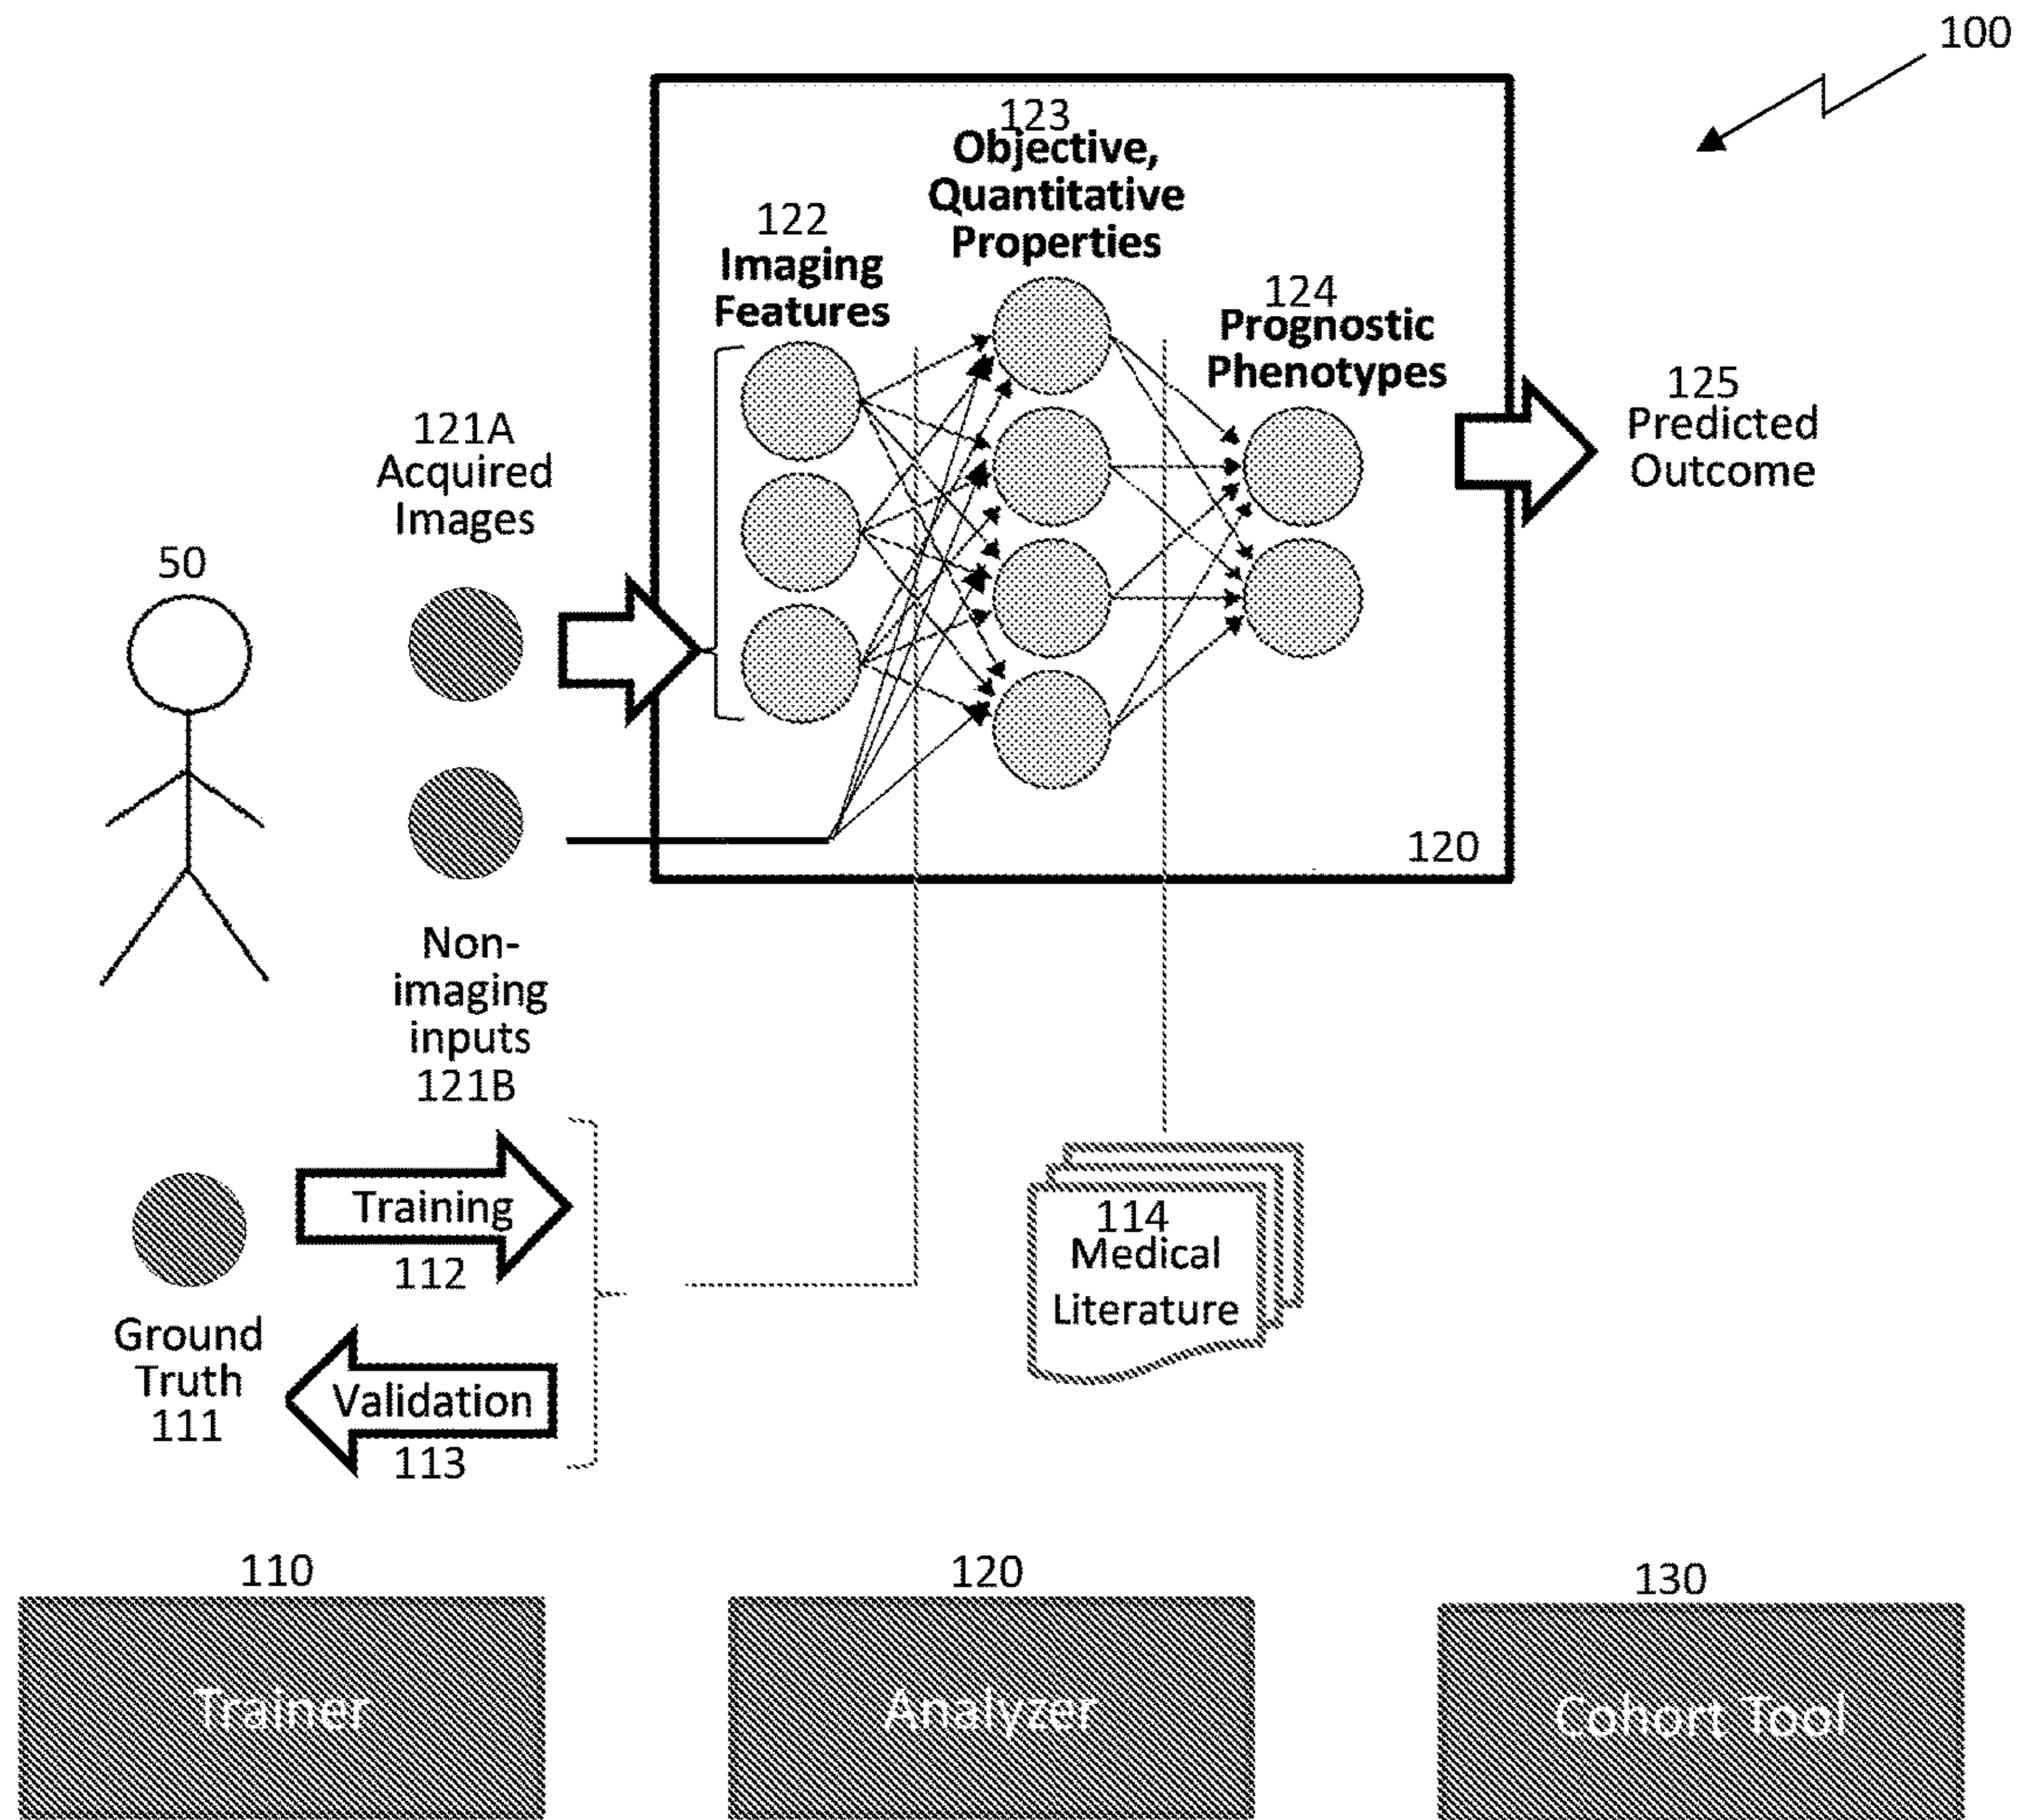 100
123
Objective,
Quantitative
Properties
122
Imaging
Features
124
Prognostic
Phenotypes
125
Predicted
Outcome
121A
Acquired
Images
50
120
Non-
imaging
inputs
121B
Training
112
114
Medical
Literature
Ground
Truth
111
Validation
113
110
Trainer
120
Analyzer
130
Cohort Tool